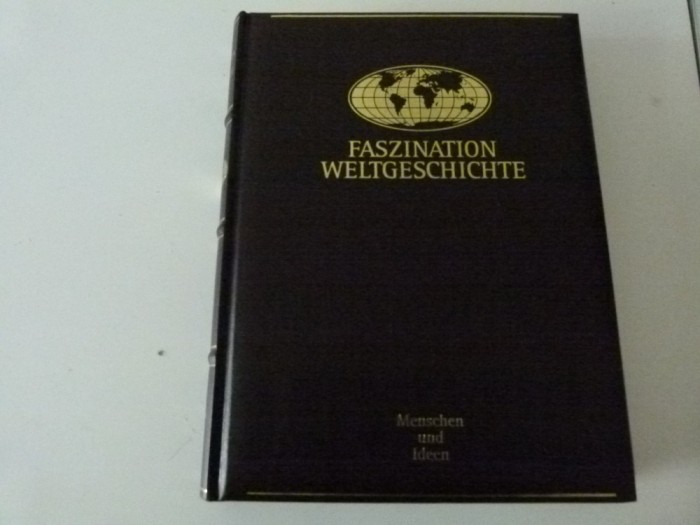 FASZINATION
WELTGESCHICHTE
Menschen
und
Ideen